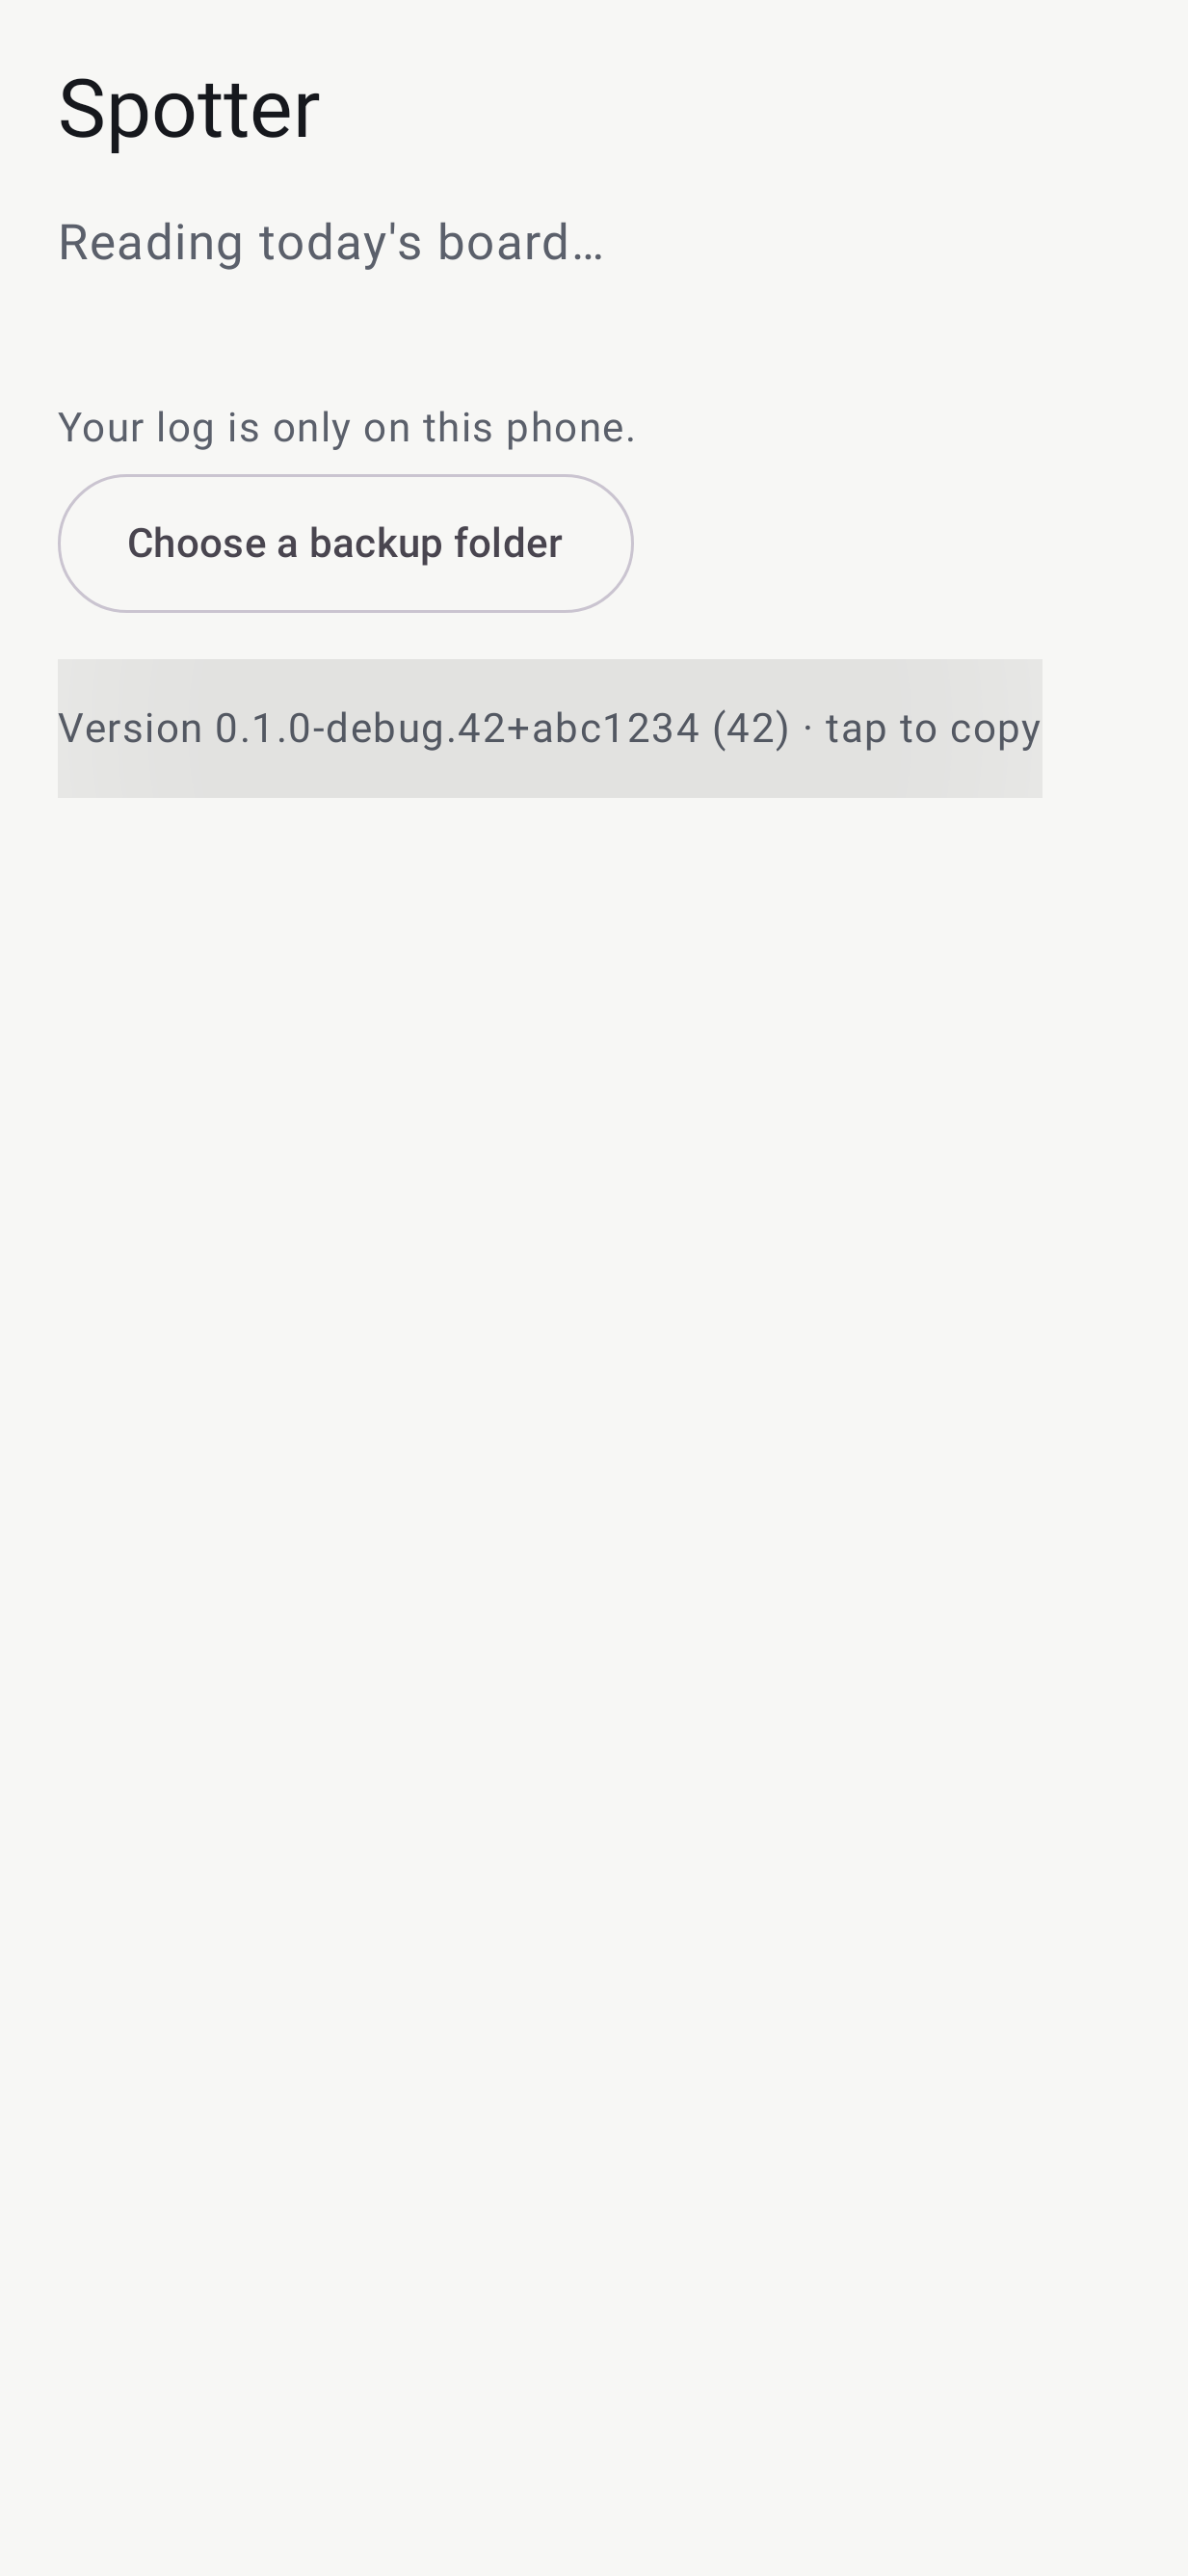 Spotter
Reading today's board…
Your log is only on this phone.
Choose a backup folder
Version 0.1.0-debug.42+abc1234 (42) · tap to copy